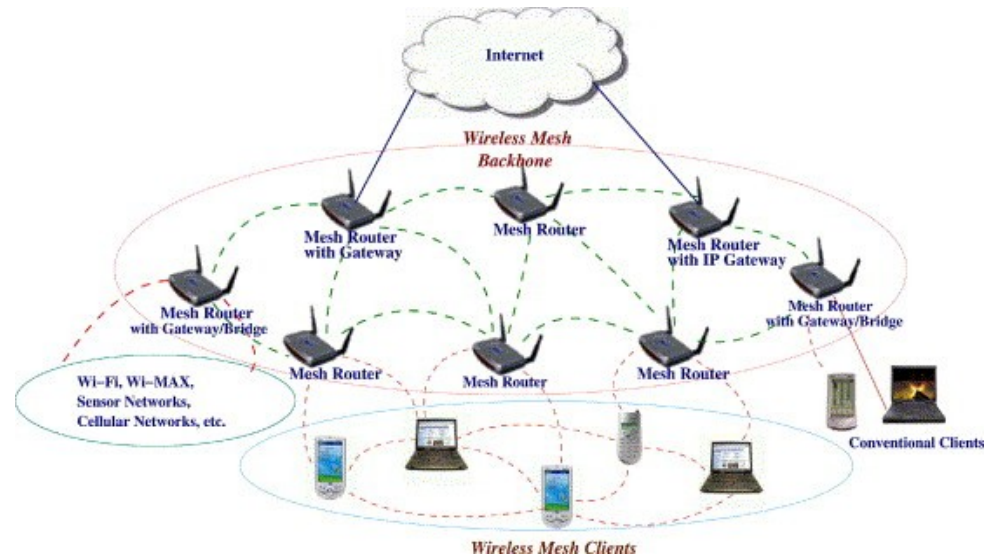 Internet
Wireless Mesh
Backbone
Mesh Router
with Gateway
Mesh Router
Mesh Router
with IP Gateway
Mesh Router
with Gateway/Bridge
Mesh Router
with Gateway/Bridge
Mesh Router
Mesh Router
Mesh Router
Wi-Fi, Wi-MAX,
Sensor Networks,
Cellular Networks, etc.
Conventional Clients
Wireless Mesh Clients